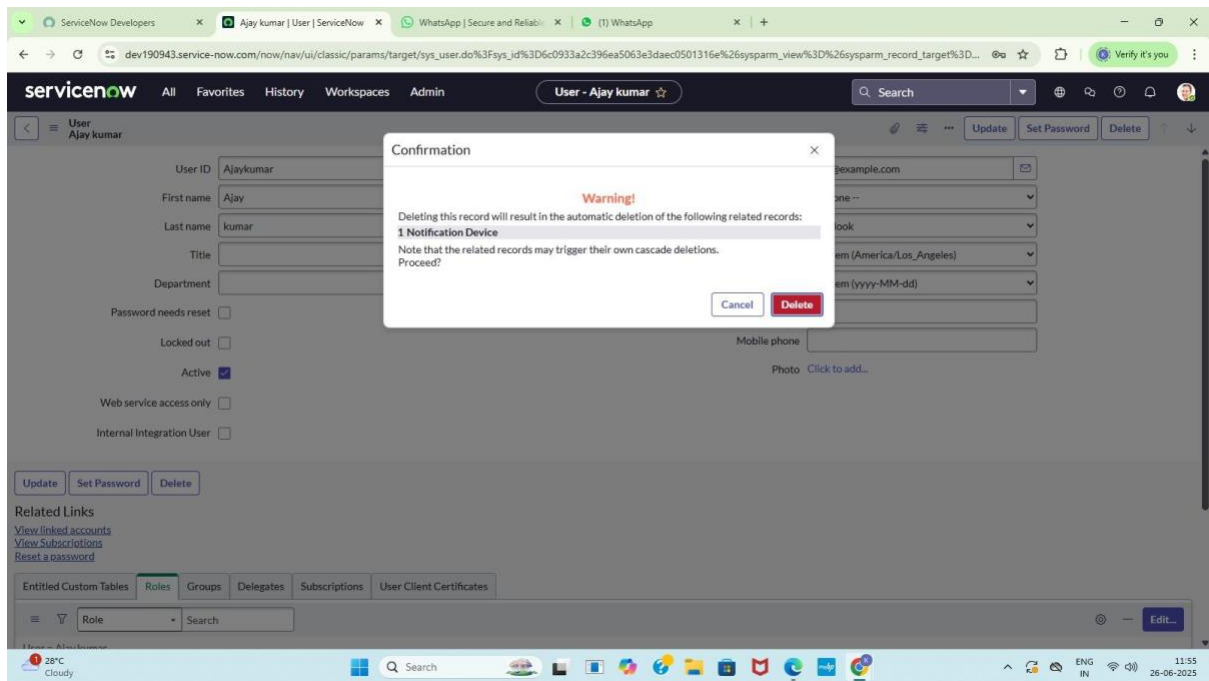 ServiceNow Developers
Ajay kumar | User | ServiceNow
WhatsApp | Secure and Reliabl
(1) WhatsApp
dev190943.service-now.com/now/nav/ui/classic/params/target/sys_user.do%3Fsys_id%3D6c0933a2c396ea5063e3daec0501316e%26sysparm_view%3D%26sysparm_record_target%3D...
Verify it's you
servicenow All Favorites History Workspaces Admin
User - Ajay kumar
Search
User
Ajay kumar
Update Set Password Delete
Confirmation
Warning!
Deleting this record will result in the automatic deletion of the following related records:
1 Notification Device
Note that the related records may trigger their own cascade deletions.
Proceed?
Cancel Delete
User ID Ajaykumar
example.com
First name Ajay
one --
Last name kumar
look
Title
em (America/Los_Angeles)
Department
em (yyyy-MM-dd)
Password needs reset
Locked out
Mobile phone
Active
Photo Click to add...
Web service access only
Internal Integration User
Update Set Password Delete
Related Links
View linked accounts
View Subscriptions
Reset a password
Entitled Custom Tables Roles Groups Delegates Subscriptions User Client Certificates
Role Search
Edit...
User = Ajay kumar
1
28°C
Cloudy
Search
ENG
IN
11:55
26-06-2025